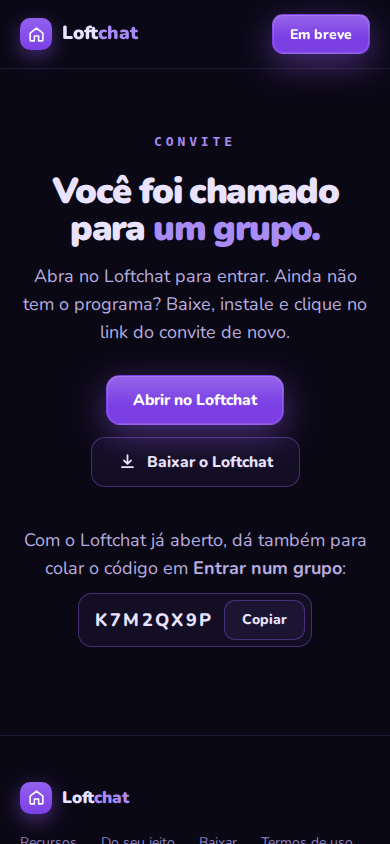 Loftchat
Em breve
CONVITE
Você foi chamado
para um grupo.
Abra no Loftchat para entrar. Ainda não
tem o programa? Baixe, instale e clique no
link do convite de novo.
Abrir no Loftchat
Baixar o Loftchat
Com o Loftchat já aberto, dá também para
colar o código em Entrar num grupo:
K7M2QX9P
Copiar
Loftchat
Recursos Do seu jeito Baixar Termos de uso